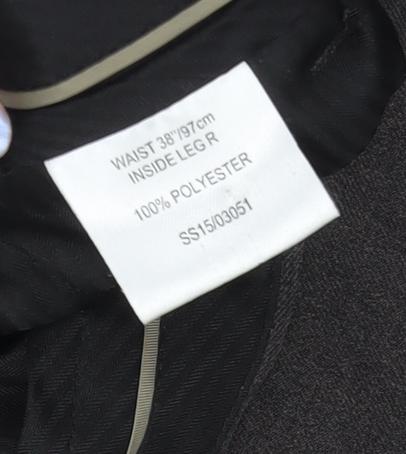 WAIST 38"/97cm
INSIDE LEG R
100% POLYESTER
SS15/03051